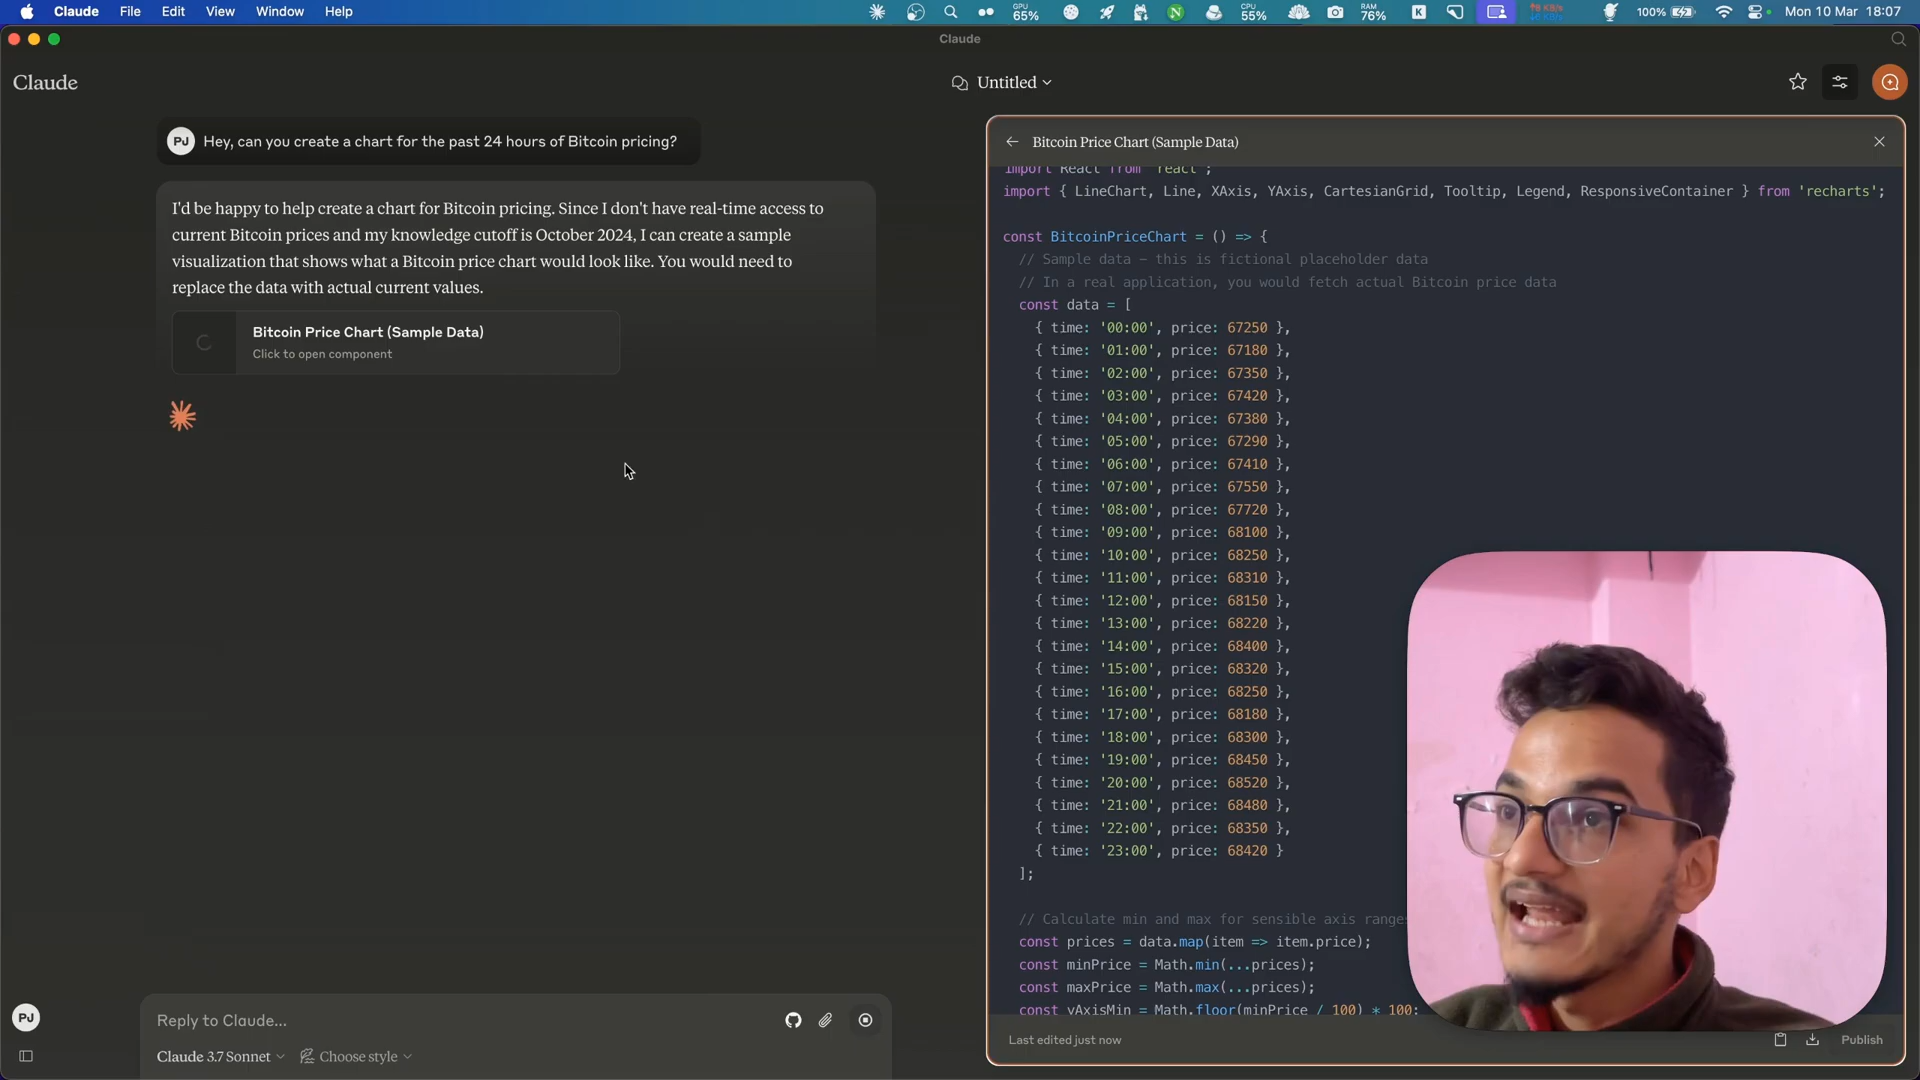 Claude File Edit View Window Help
GPU 65%
CPU 55%
RAM 76%
100%
Mon 10 Mar 18:07
Claude
Claude
Untitled
PJ
Hey, can you create a chart for the past 24 hours of Bitcoin pricing?
I'd be happy to help create a chart for Bitcoin pricing. Since I don't have real-time access to
current Bitcoin prices and my knowledge cutoff is October 2024, I can create a sample
visualization that shows what a Bitcoin price chart would look like. You would need to
replace the data with actual current values.
Bitcoin Price Chart (Sample Data)
Click to open component
PJ
Reply to Claude...
Claude 3.7 Sonnet
Choose style
Bitcoin Price Chart (Sample Data)
import React from 'react';
import { LineChart, Line, XAxis, YAxis, CartesianGrid, Tooltip, Legend, ResponsiveContainer } from 'recharts';
const BitcoinPriceChart = () => {
// Sample data - this is fictional placeholder data
// In a real application, you would fetch actual Bitcoin price data
const data = [
{ time: '00:00', price: 67250 },
{ time: '01:00', price: 67180 },
{ time: '02:00', price: 67350 },
{ time: '03:00', price: 67420 },
{ time: '04:00', price: 67380 },
{ time: '05:00', price: 67290 },
{ time: '06:00', price: 67410 },
{ time: '07:00', price: 67550 },
{ time: '08:00', price: 67720 },
{ time: '09:00', price: 68100 },
{ time: '10:00', price: 68250 },
{ time: '11:00', price: 68310 },
{ time: '12:00', price: 68150 },
{ time: '13:00', price: 68220 },
{ time: '14:00', price: 68400 },
{ time: '15:00', price: 68320 },
{ time: '16:00', price: 68250 },
{ time: '17:00', price: 68180 },
{ time: '18:00', price: 68300 },
{ time: '19:00', price: 68450 },
{ time: '20:00', price: 68520 },
{ time: '21:00', price: 68480 },
{ time: '22:00', price: 68350 },
{ time: '23:00', price: 68420 }
];
// Calculate min and max for sensible axis ranges
const prices = data.map(item => item.price);
const minPrice = Math.min(...prices);
const maxPrice = Math.max(...prices);
const yAxisMin = Math.floor(minPrice / 100) * 100;
Last edited just now
Publish